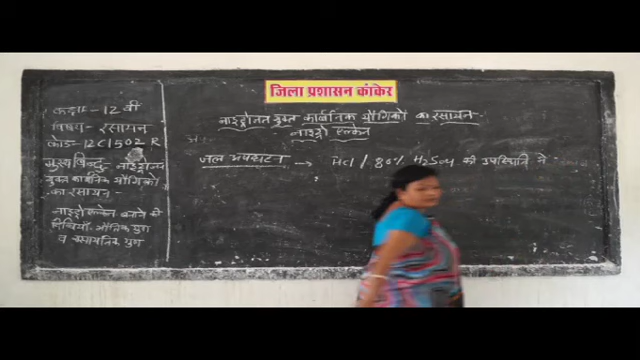 जिला प्रशासन कांकेर
कक्षा - 12 वीं
विषय - रसायन
कोड - 12C1502 R
मुख्य बिन्दु - नाइट्रोजन
युक्त कार्बनिक यौगिकों
का रसायन -
नाइट्रो एल्केन बनाने की
विधियाँ - भौतिक गुण
व रासायनिक गुण
नाइट्रोजन युक्त कार्बनिक यौगिकों का रसायन -
नाइट्रो एल्केन
जल अपघटन → HCl / 80% H2SO4 की उपस्थिति में